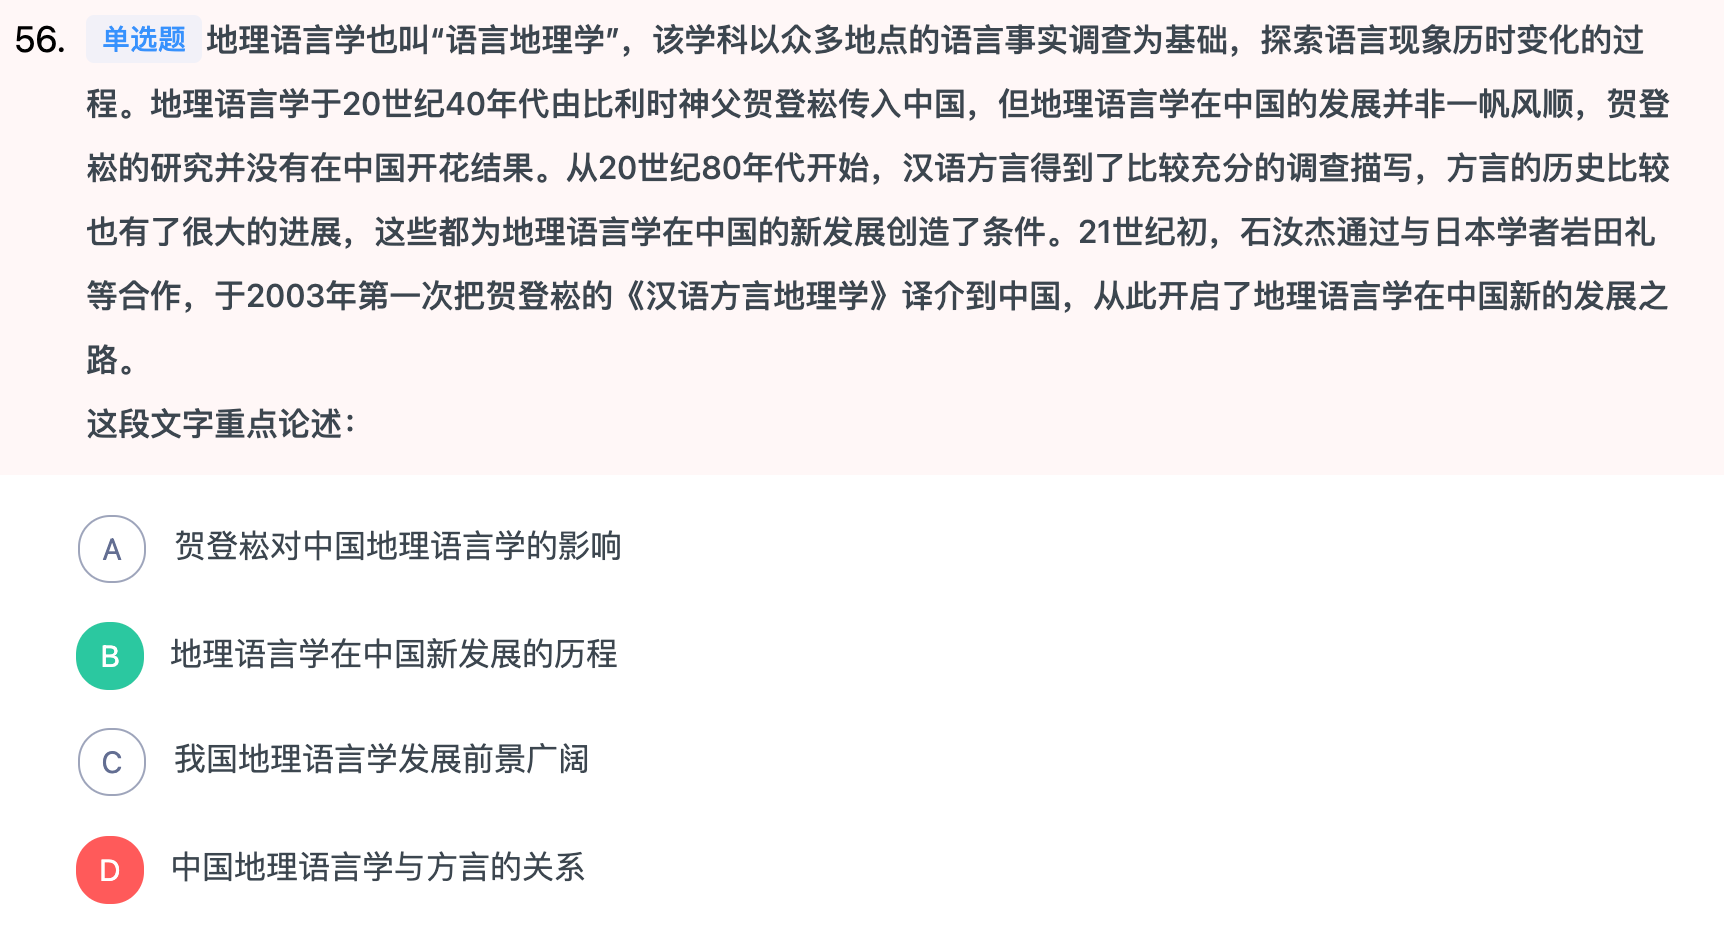 56. 单选题 地理语言学也叫“语言地理学”，该学科以众多地点的语言事实调查为基础，探索语言现象历时变化的过
程。地理语言学于20世纪40年代由比利时神父贺登崧传入中国，但地理语言学在中国的发展并非一帆风顺，贺登
崧的研究并没有在中国开花结果。从20世纪80年代开始，汉语方言得到了比较充分的调查描写，方言的历史比较
也有了很大的进展，这些都为地理语言学在中国的新发展创造了条件。21世纪初，石汝杰通过与日本学者岩田礼
等合作，于2003年第一次把贺登崧的《汉语方言地理学》译介到中国，从此开启了地理语言学在中国新的发展之
路。
这段文字重点论述：
A 贺登崧对中国地理语言学的影响
B 地理语言学在中国新发展的历程
C 我国地理语言学发展前景广阔
D 中国地理语言学与方言的关系